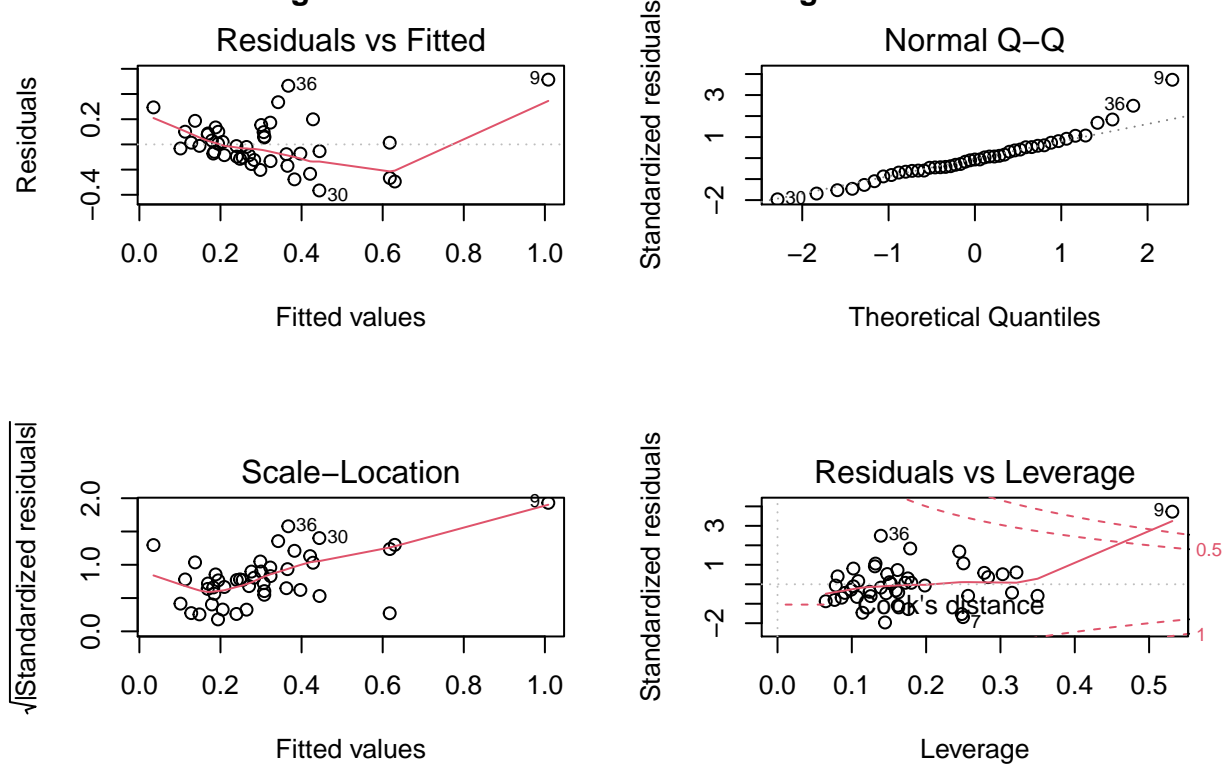 g
g
Residuals vs Fitted
Residuals
0.2
−0.4
36
9
30
0.0 0.2 0.4 0.6 0.8 1.0
Fitted values
Normal Q−Q
Standardized residuals
3
1
−2
9
36
30
−2 −1 0 1 2
Theoretical Quantiles
Scale−Location
√|Standardized residuals|
2.0
1.0
0.0
9
36
30
0.0 0.2 0.4 0.6 0.8 1.0
Fitted values
Residuals vs Leverage
Standardized residuals
3
1
−2
9
36
7
Cook's distance
0.5
1
0.0 0.1 0.2 0.3 0.4 0.5
Leverage